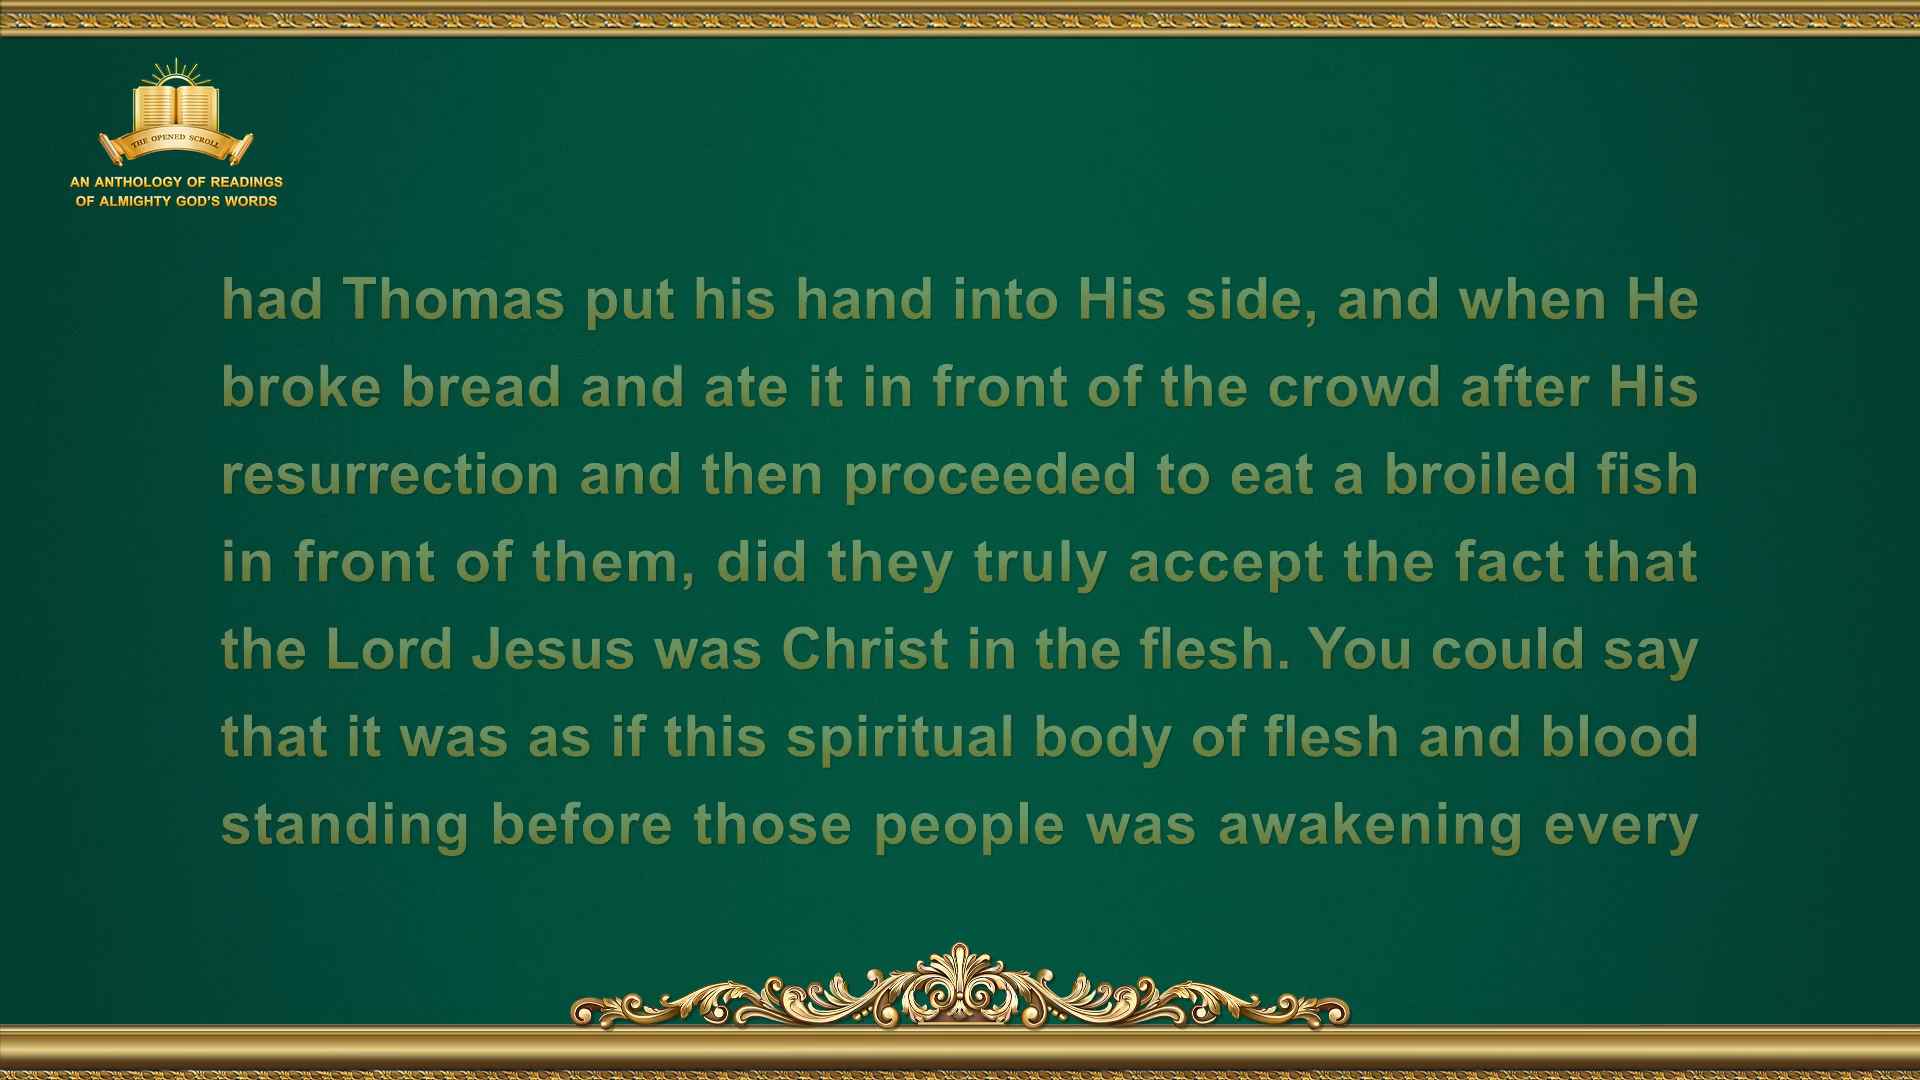 THE OPENED SCROLL
AN ANTHOLOGY OF READINGS
OF ALMIGHTY GOD'S WORDS
had Thomas put his hand into His side, and when He
broke bread and ate it in front of the crowd after His
resurrection and then proceeded to eat a broiled fish
in front of them, did they truly accept the fact that
the Lord Jesus was Christ in the flesh. You could say
that it was as if this spiritual body of flesh and blood
standing before those people was awakening every